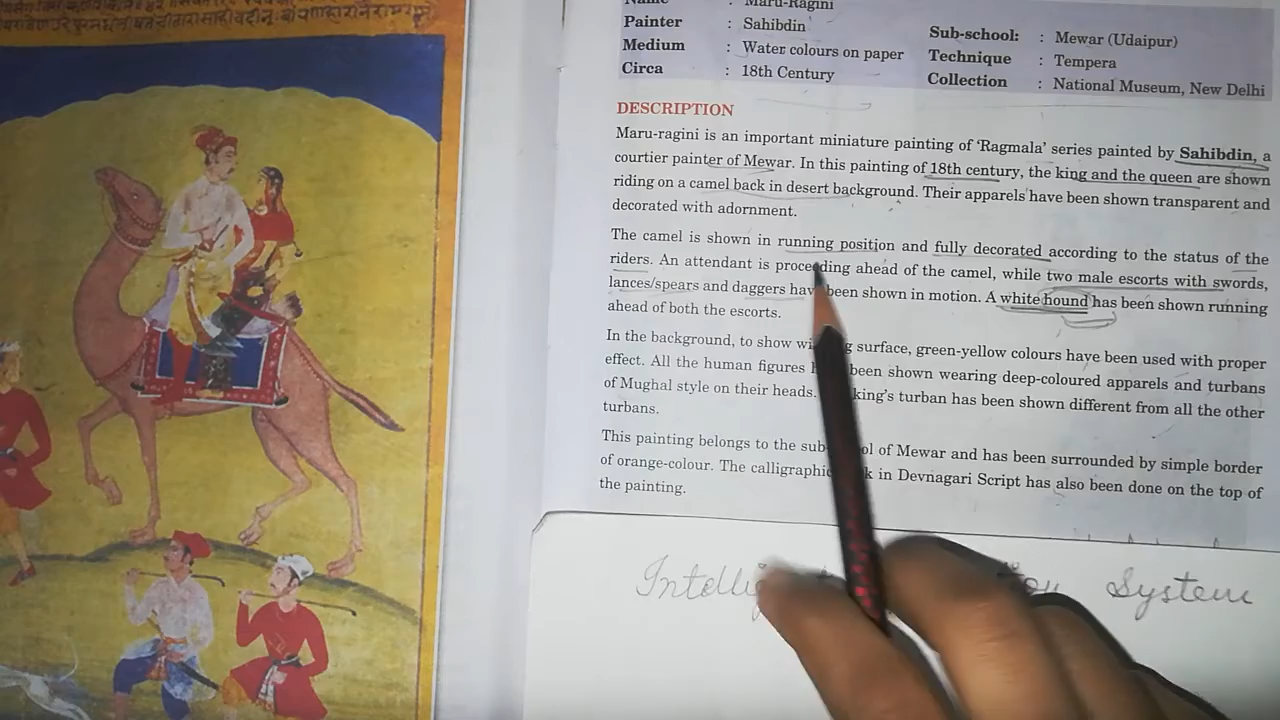 : Maru-Ragini
Painter : Sahibdin
Medium : Water colours on paper
Circa : 18th Century
Sub-school: : Mewar (Udaipur)
Technique : Tempera
Collection : National Museum, New Delhi
DESCRIPTION
Maru-ragini is an important miniature painting of 'Ragmala' series painted by Sahibdin, a
courtier painter of Mewar. In this painting of 18th century, the king and the queen are shown
riding on a camel back in desert background. Their apparels have been shown transparent and
decorated with adornment.
The camel is shown in running position and fully decorated according to the status of the
riders. An attendant is proceeding ahead of the camel, while two male escorts with swords,
lances/spears and daggers have been shown in motion. A white hound has been shown running
ahead of both the escorts.
In the background, to show surface, green-yellow colours have been used with proper
effect. All the human figures been shown wearing deep-coloured apparels and turbans
of Mughal style on their heads. king's turban has been shown different from all the other
turbans.
This painting belongs to the of Mewar and has been surrounded by simple border
of orange-colour. The calligraphic in Devnagari Script has also been done on the top of
the painting.
System